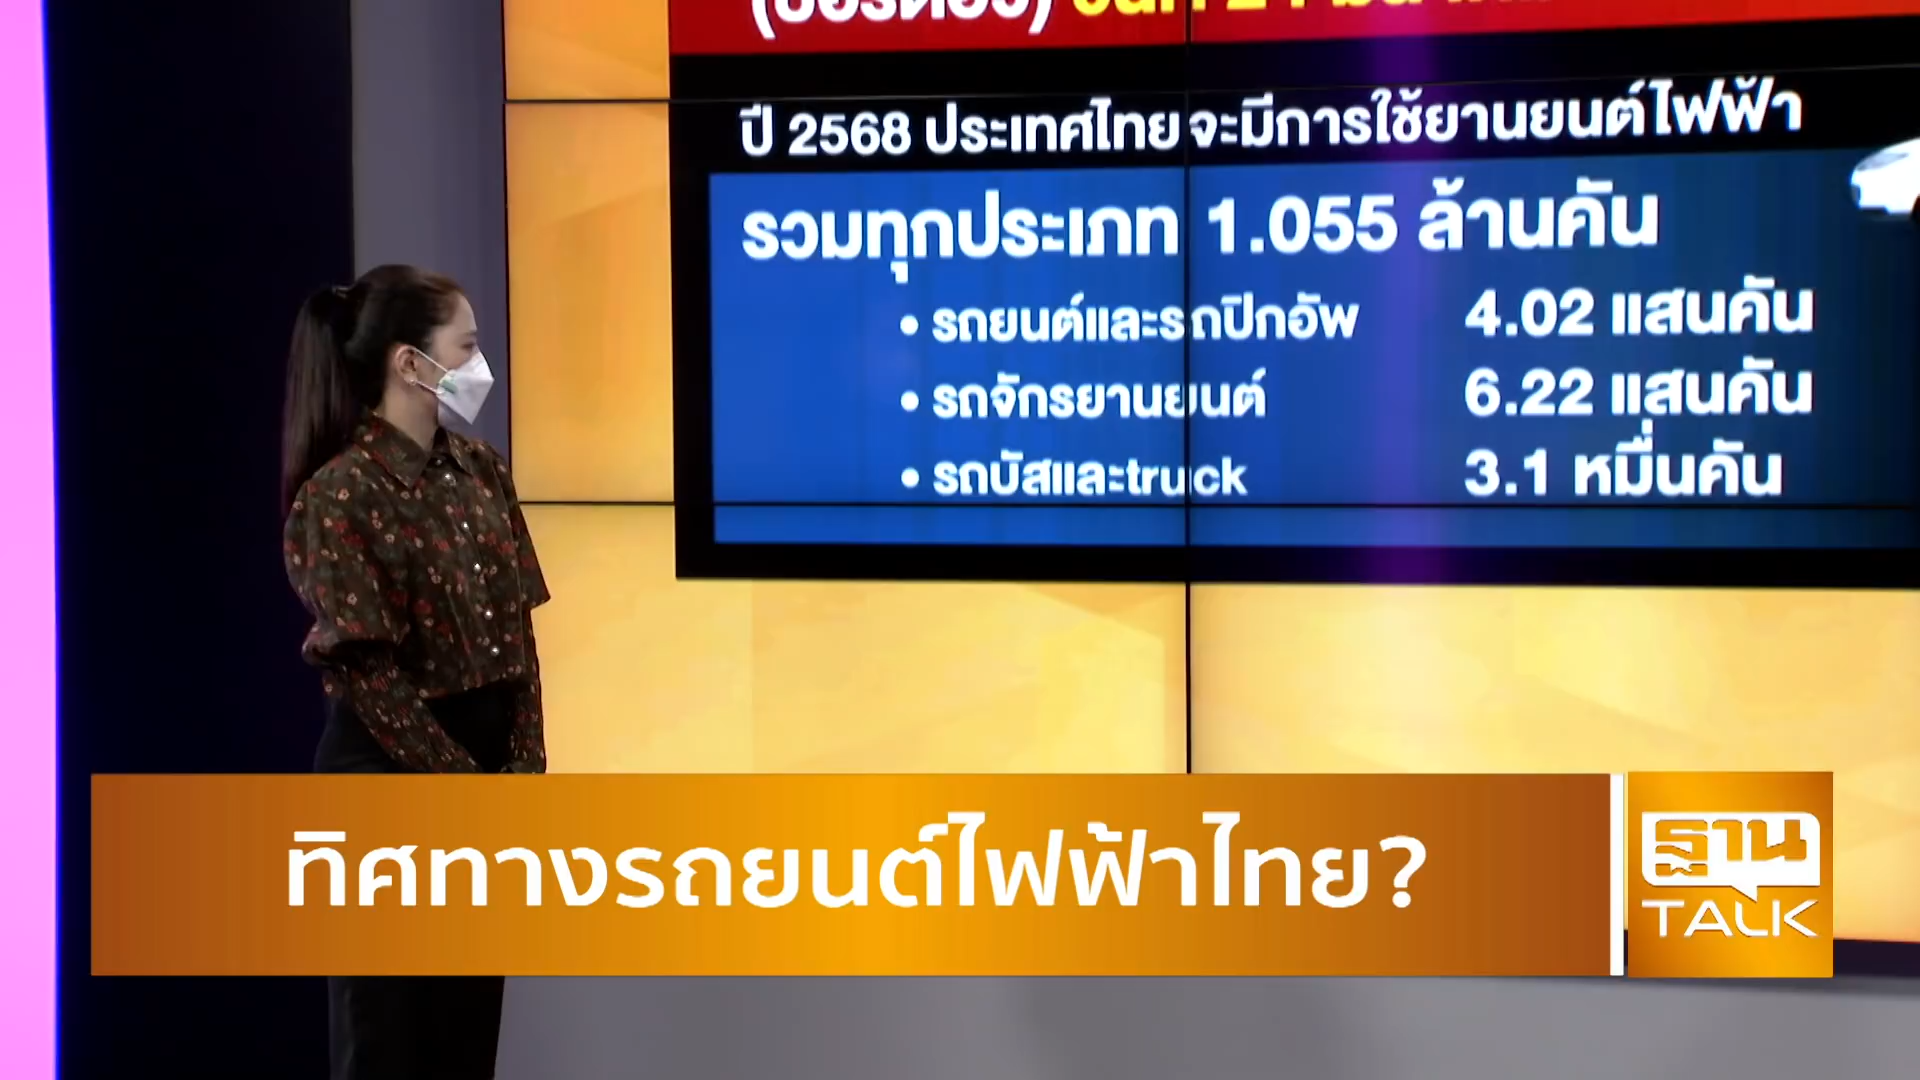 ปี 2568 ประเทศไทยจะมีการใช้ยานยนต์ไฟฟ้า
รวมทุกประเภท 1.055 ล้านคัน
• รถยนต์และรถปิกอัพ 4.02 แสนคัน
• รถจักรยานยนต์ 6.22 แสนคัน
• รถบัสและtruck 3.1 หมื่นคัน
ทิศทางรถยนต์ไฟฟ้าไทย?
ฐาน
TALK